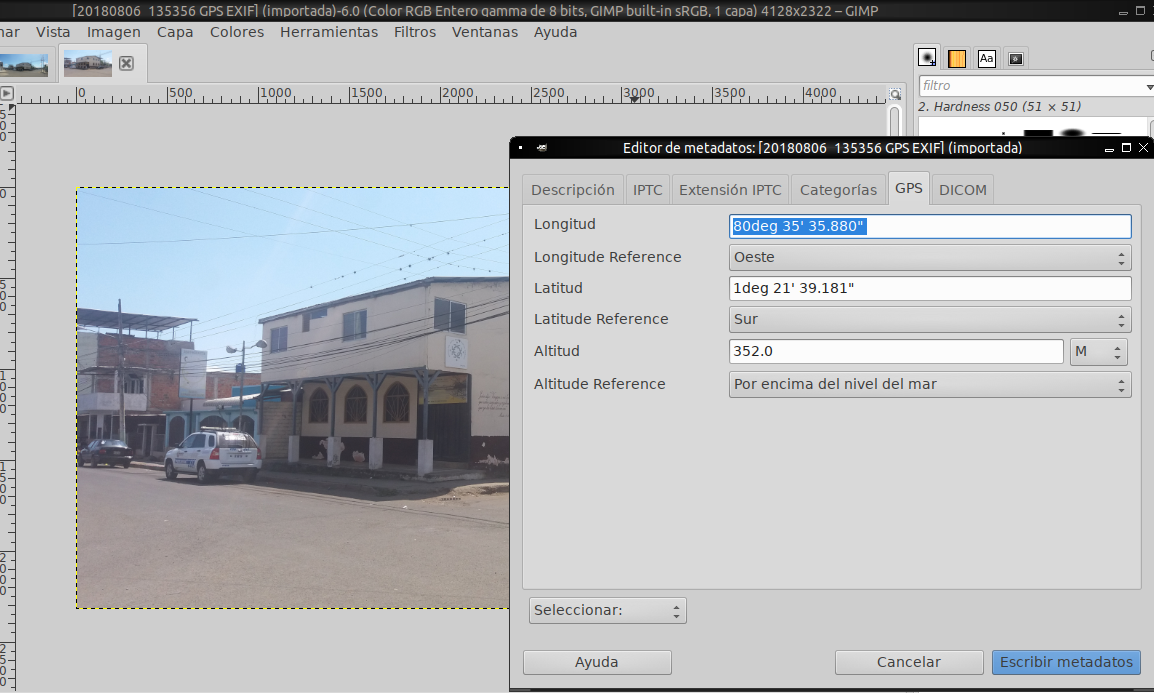 [20180806 135356 GPS EXIF] (importada)-6.0 (Color RGB Entero gamma de 8 bits, GIMP built-in sRGB, 1 capa) 4128x2322 – GIMP
nar Vista Imagen Capa Colores Herramientas Filtros Ventanas Ayuda
Aa
0 500 1000 1500 2000 2500 3000 3500 4000
filtro
2. Hardness 050 (51 × 51)
Editor de metadatos: [20180806 135356 GPS EXIF] (importada)
Descripción IPTC Extensión IPTC Categorías GPS DICOM
Longitud 80deg 35' 35.880"
Longitude Reference Oeste
Latitud 1deg 21' 39.181"
Latitude Reference Sur
Altitud 352.0 M
Altitude Reference Por encima del nivel del mar
Seleccionar:
Ayuda Cancelar Escribir metadatos